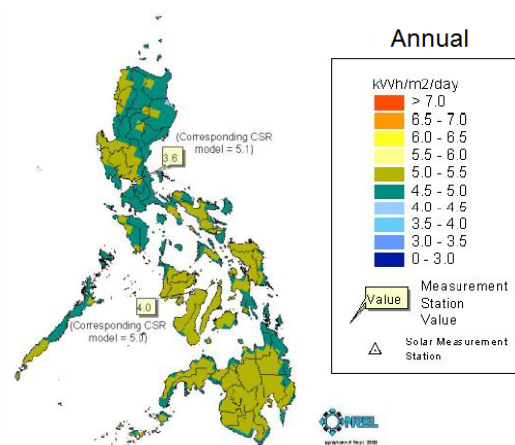 Annual
kWh/m2/day
> 7.0
6.5 - 7.0
6.0 - 6.5
5.5 - 6.0
5.0 - 5.5
4.5 - 5.0
4.0 - 4.5
3.5 - 4.0
3.0 - 3.5
0 - 3.0
Value
Measurement
Station
Value
Solar Measurement
Station
(Corresponding CSR
model = 5.1)
3.6
4.0
(Corresponding CSR
model = 5.0)
NREL